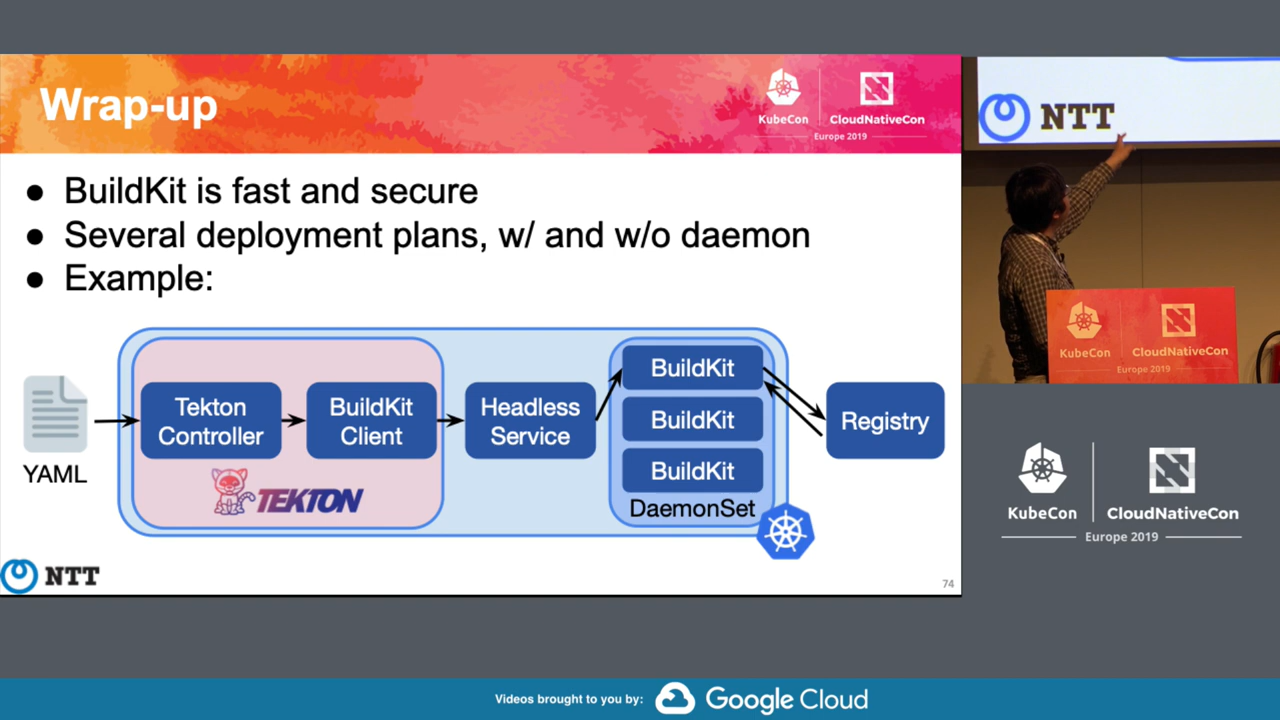 Wrap-up
KubeCon
CloudNativeCon
Europe 2019
● BuildKit is fast and secure
● Several deployment plans, w/ and w/o daemon
● Example:
YAML
Tekton
Controller
BuildKit
Client
TEKTON
Headless
Service
BuildKit
BuildKit
BuildKit
DaemonSet
Registry
NTT
74
NTT
KubeCon
CloudNativeCon
Europe 2019
KubeCon
CloudNativeCon
Europe 2019
Videos brought to you by:
Google Cloud